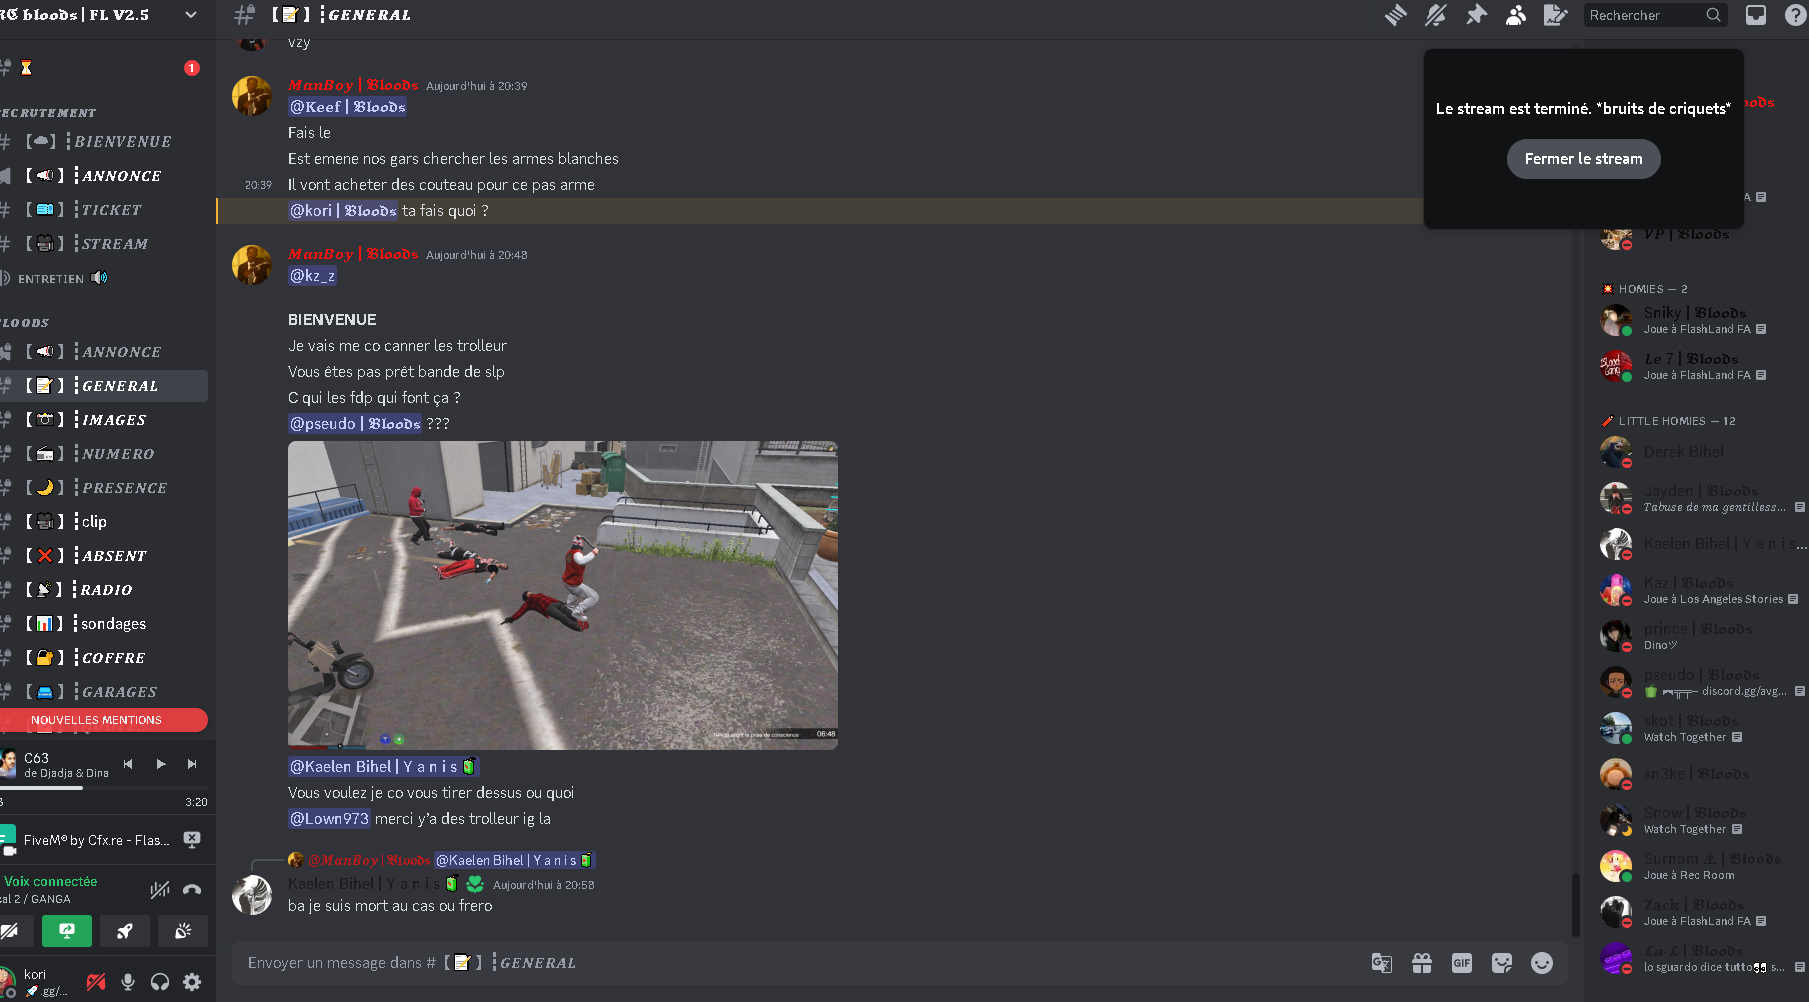 RC bloods | FL V2.5
1
RECRUTEMENT
BIENVENUE
ANNONCE
TICKET
STREAM
ENTRETIEN
BLOODS
ANNONCE
GENERAL
IMAGES
NUMERO
PRESENCE
clip
ABSENT
RADIO
sondages
COFFRE
GARAGES
NOUVELLES MENTIONS
C63
de Djadja & Dina
3:20
FiveM® by Cfx.re - Flas...
Voix connectée
cal 2 / GANGA
kori
.gg/...
GENERAL
Rechercher
vzy
ManBoy | Bloods Aujourd'hui à 20:39
@Keef | Bloods
Fais le
Est emene nos gars chercher les armes blanches
20:39 Il vont acheter des couteau pour ce pas arme
@kori | Bloods ta fais quoi ?
ManBoy | Bloods Aujourd'hui à 20:48
@kz_z
BIENVENUE
Je vais me co canner les trolleur
Vous êtes pas prêt bande de slp
C qui les fdp qui font ça ?
@pseudo | Bloods ???
06:48
@Kaelen Bihel | Y a n i s
Vous voulez je co vous tirer dessus ou quoi
@Lown973 merci y'a des trolleur ig la
@ManBoy | Bloods @Kaelen Bihel | Y a n i s
Kaelen Bihel | Y a n i s Aujourd'hui à 20:58
ba je suis mort au cas ou frero
Envoyer un message dans # GENERAL
GIF
Le stream est terminé. *bruits de criquets*
Fermer le stream
VP | Bloods
HOMIES — 2
Sniky | Bloods
Joue à FlashLand FA
Le 7 | Bloods
Joue à FlashLand FA
LITTLE HOMIES — 12
Derek Bihel
Jayden | Bloods
Tabuse de ma gentilless...
Kaelen Bihel | Y a n i s...
Kaz | Bloods
Joue à Los Angeles Stories
prince | Bloods
Dinoツ
pseudo | Bloods
discord.gg/avg...
skot | Bloods
Watch Together
sn3ke | Bloods
Snow | Bloods
Watch Together
Surnom ⚠ | Bloods
Joue à Rec Room
Zack | Bloods
Joue à FlashLand FA
La L | Bloods
lo sguardo dice tutto👀 s...